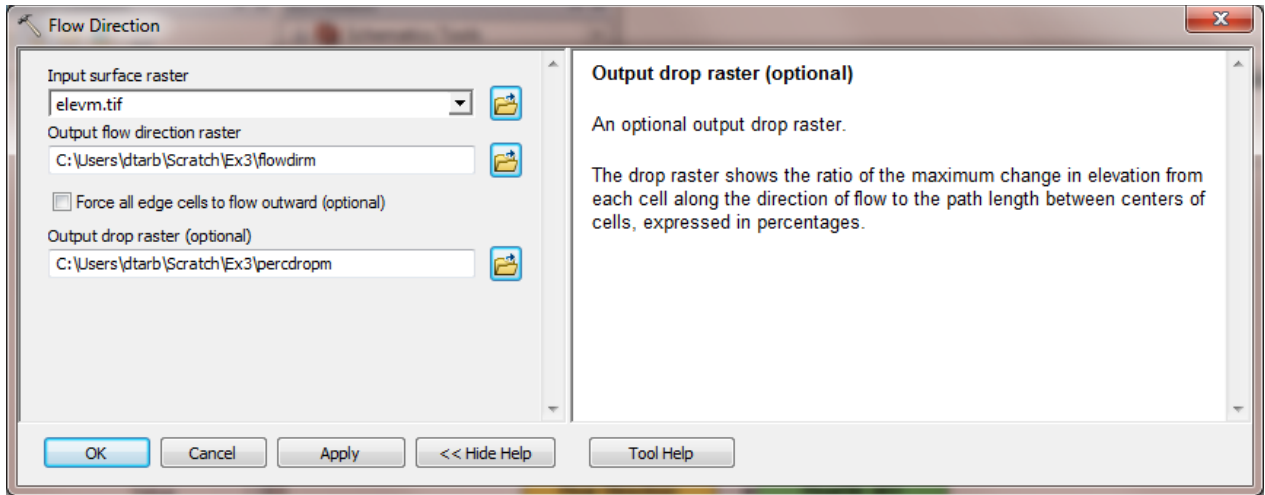 Flow Direction
Input surface raster
elevm.tif
Output flow direction raster
C:\Users\dtarb\Scratch\Ex3\flowdirm
Force all edge cells to flow outward (optional)
Output drop raster (optional)
C:\Users\dtarb\Scratch\Ex3\percdropm
OK
Cancel
Apply
<< Hide Help
Output drop raster (optional)
An optional output drop raster.
The drop raster shows the ratio of the maximum change in elevation from
each cell along the direction of flow to the path length between centers of
cells, expressed in percentages.
Tool Help